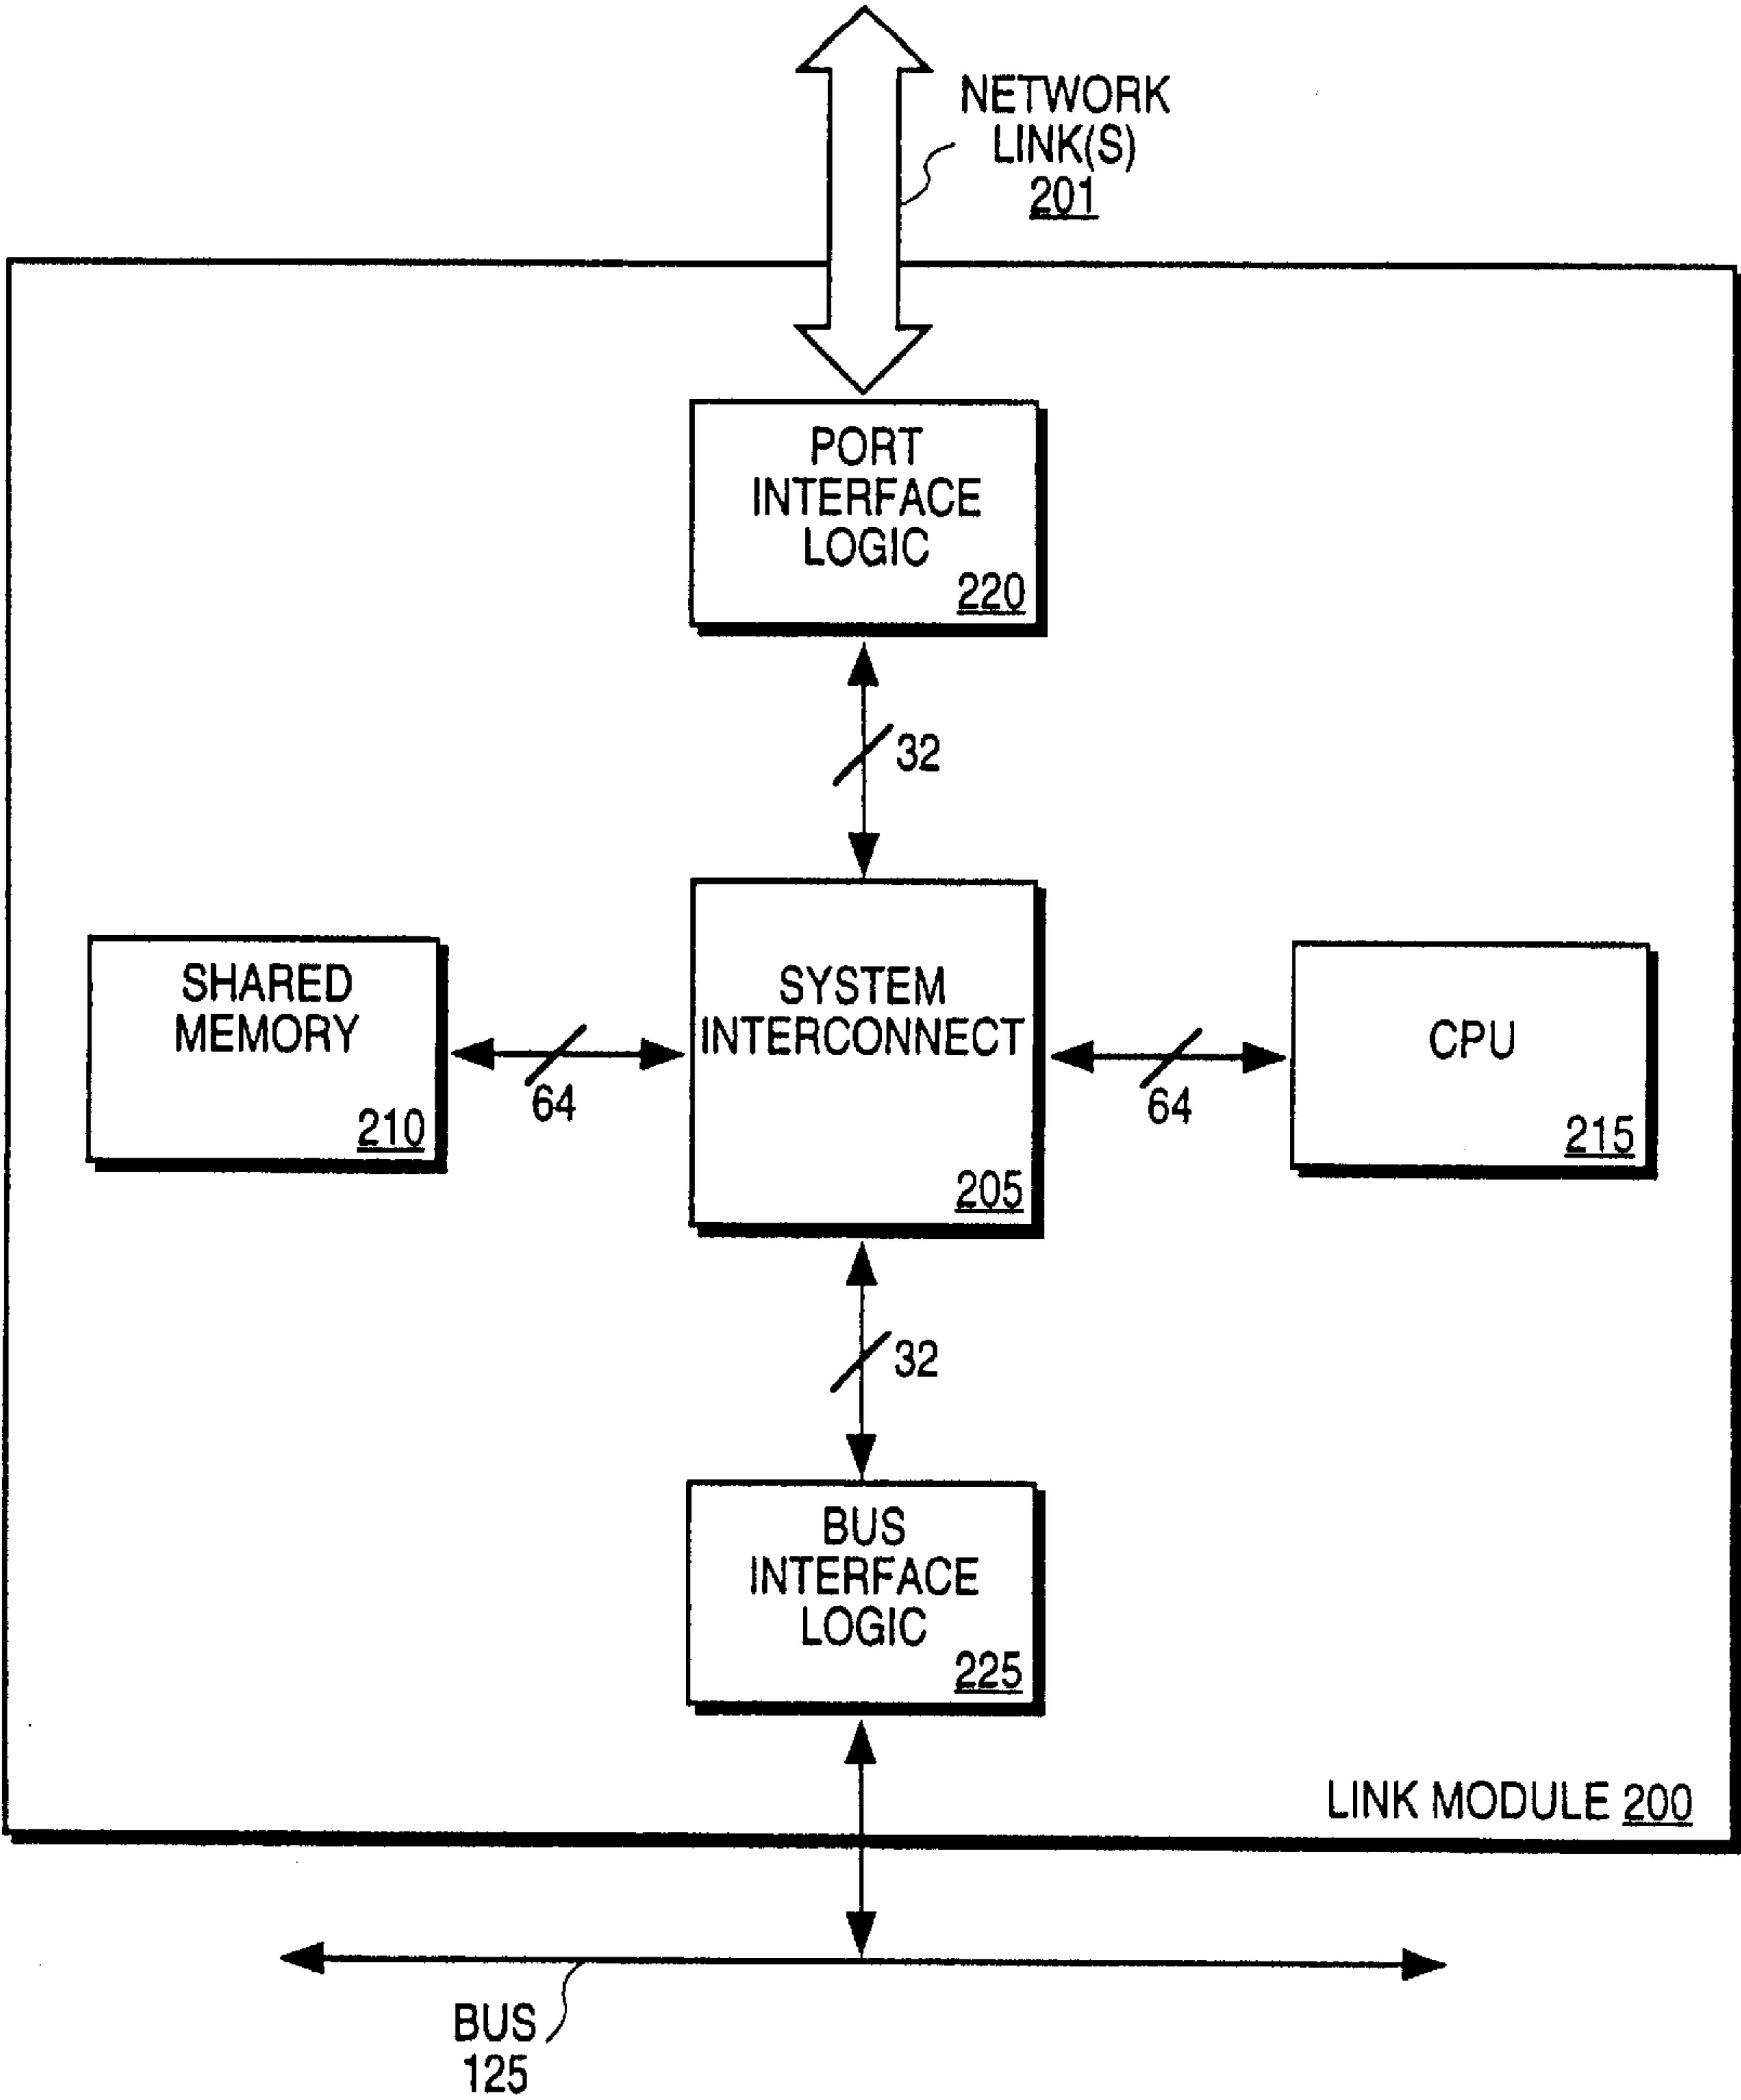 NETWORK
LINK(S)
201
PORT
INTERFACE
LOGIC
220
32
SHARED
MEMORY
210
64
SYSTEM
INTERCONNECT
205
64
CPU
215
32
BUS
INTERFACE
LOGIC
225
LINK MODULE 200
BUS
125